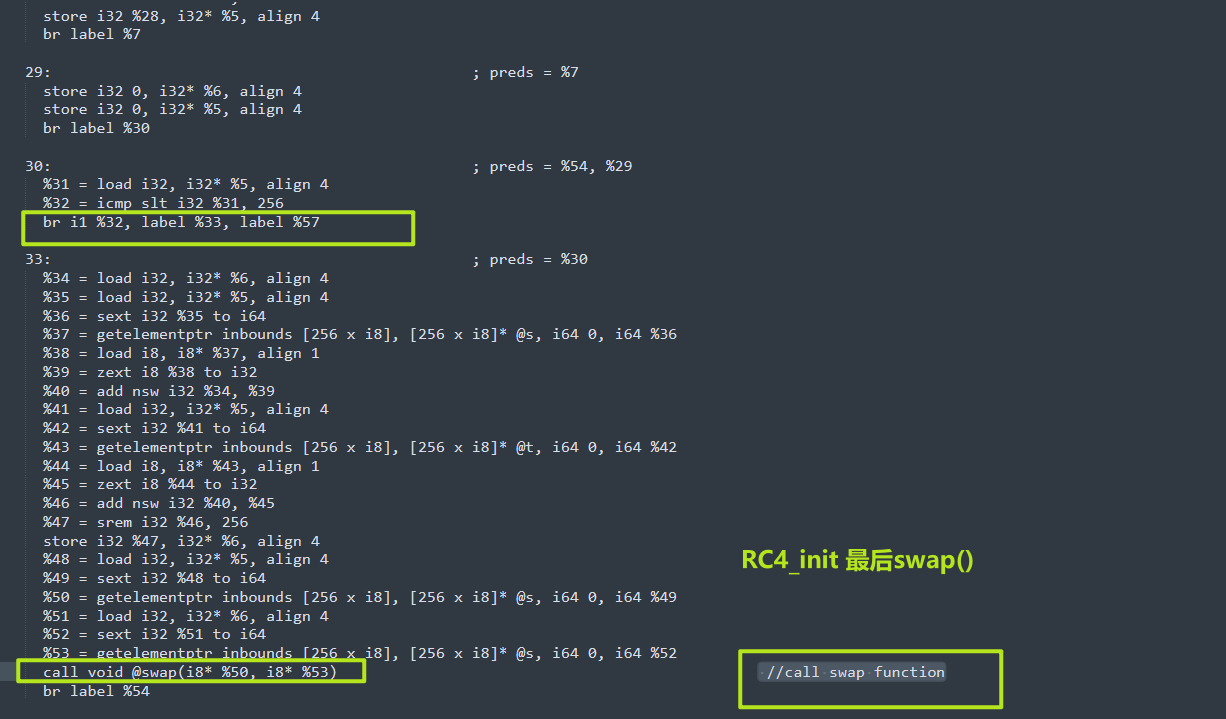 store i32 %28, i32* %5, align 4
br label %7
29: ; preds = %7
store i32 0, i32* %6, align 4
store i32 0, i32* %5, align 4
br label %30
30: ; preds = %54, %29
%31 = load i32, i32* %5, align 4
%32 = icmp slt i32 %31, 256
br i1 %32, label %33, label %57
33: ; preds = %30
%34 = load i32, i32* %6, align 4
%35 = load i32, i32* %5, align 4
%36 = sext i32 %35 to i64
%37 = getelementptr inbounds [256 x i8], [256 x i8]* @s, i64 0, i64 %36
%38 = load i8, i8* %37, align 1
%39 = zext i8 %38 to i32
%40 = add nsw i32 %34, %39
%41 = load i32, i32* %5, align 4
%42 = sext i32 %41 to i64
%43 = getelementptr inbounds [256 x i8], [256 x i8]* @t, i64 0, i64 %42
%44 = load i8, i8* %43, align 1
%45 = zext i8 %44 to i32
%46 = add nsw i32 %40, %45
%47 = srem i32 %46, 256
store i32 %47, i32* %6, align 4
%48 = load i32, i32* %5, align 4
%49 = sext i32 %48 to i64
%50 = getelementptr inbounds [256 x i8], [256 x i8]* @s, i64 0, i64 %49
%51 = load i32, i32* %6, align 4
%52 = sext i32 %51 to i64
%53 = getelementptr inbounds [256 x i8], [256 x i8]* @s, i64 0, i64 %52
call void @swap(i8* %50, i8* %53)
br label %54
RC4_init 最后swap()
//call swap function